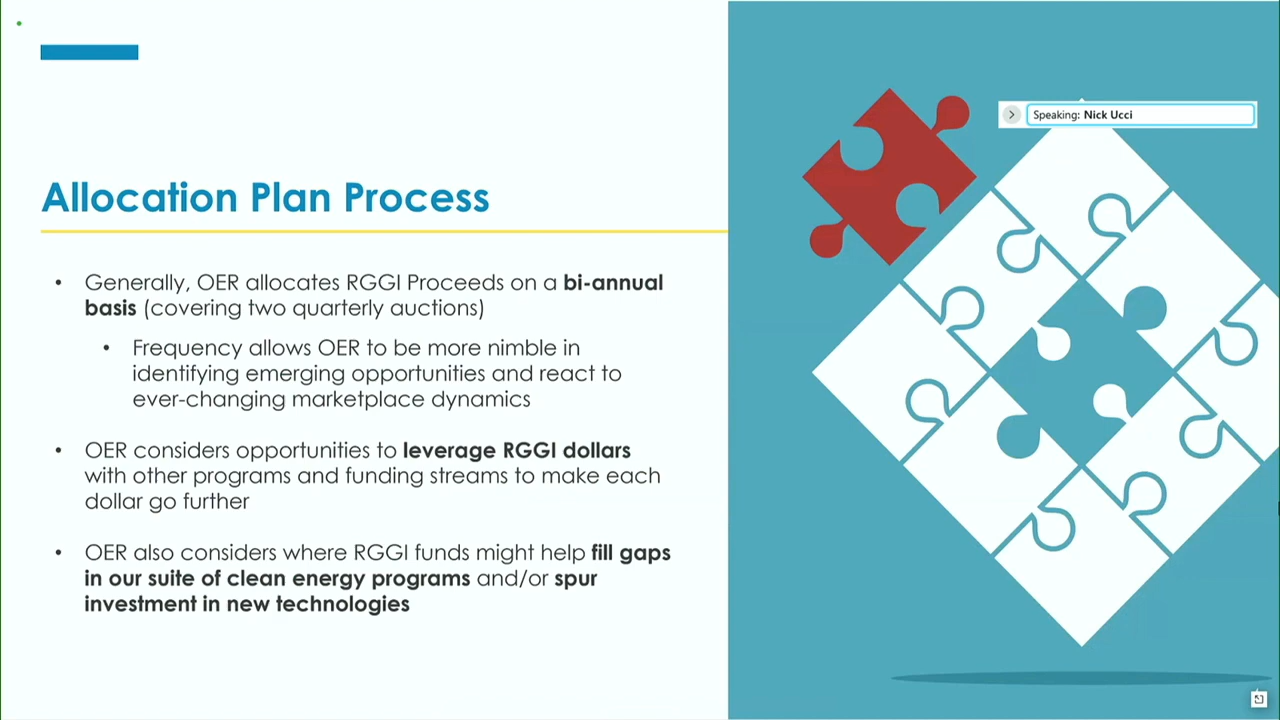 Speaking: Nick Ucci
Allocation Plan Process
• Generally, OER allocates RGGI Proceeds on a bi-annual
basis (covering two quarterly auctions)
• Frequency allows OER to be more nimble in
identifying emerging opportunities and react to
ever-changing marketplace dynamics
• OER considers opportunities to leverage RGGI dollars
with other programs and funding streams to make each
dollar go further
• OER also considers where RGGI funds might help fill gaps
in our suite of clean energy programs and/or spur
investment in new technologies